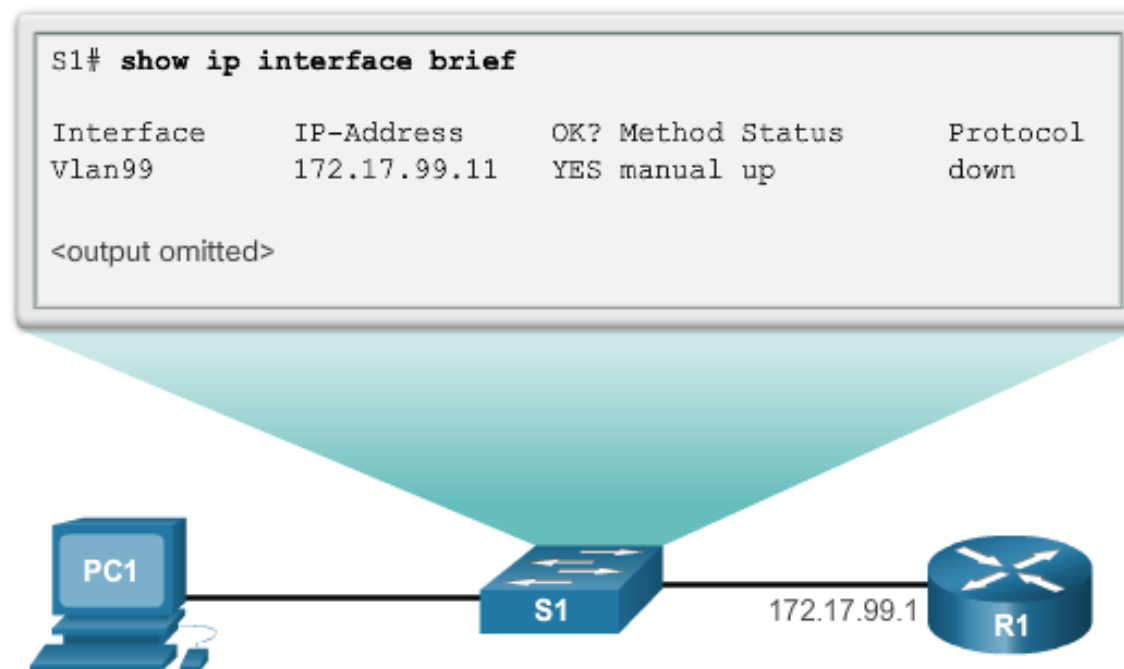 S1# show ip interface brief
Interface IP-Address OK? Method Status Protocol
Vlan99 172.17.99.11 YES manual up down
<output omitted>
PC1
S1
172.17.99.1
R1